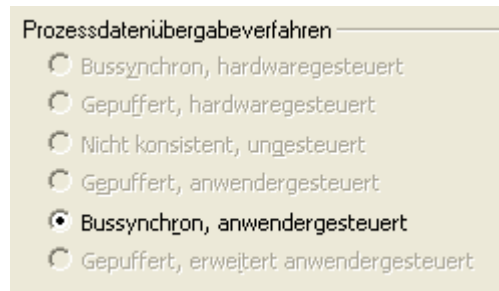 Prozessdatenübergabeverfahren
Bussynchron, hardwaregesteuert
Gepuffert, hardwaregesteuert
Nicht konsistent, ungesteuert
Gepuffert, anwendergesteuert
Bussynchron, anwendergesteuert
Gepuffert, erweitert anwendergesteuert